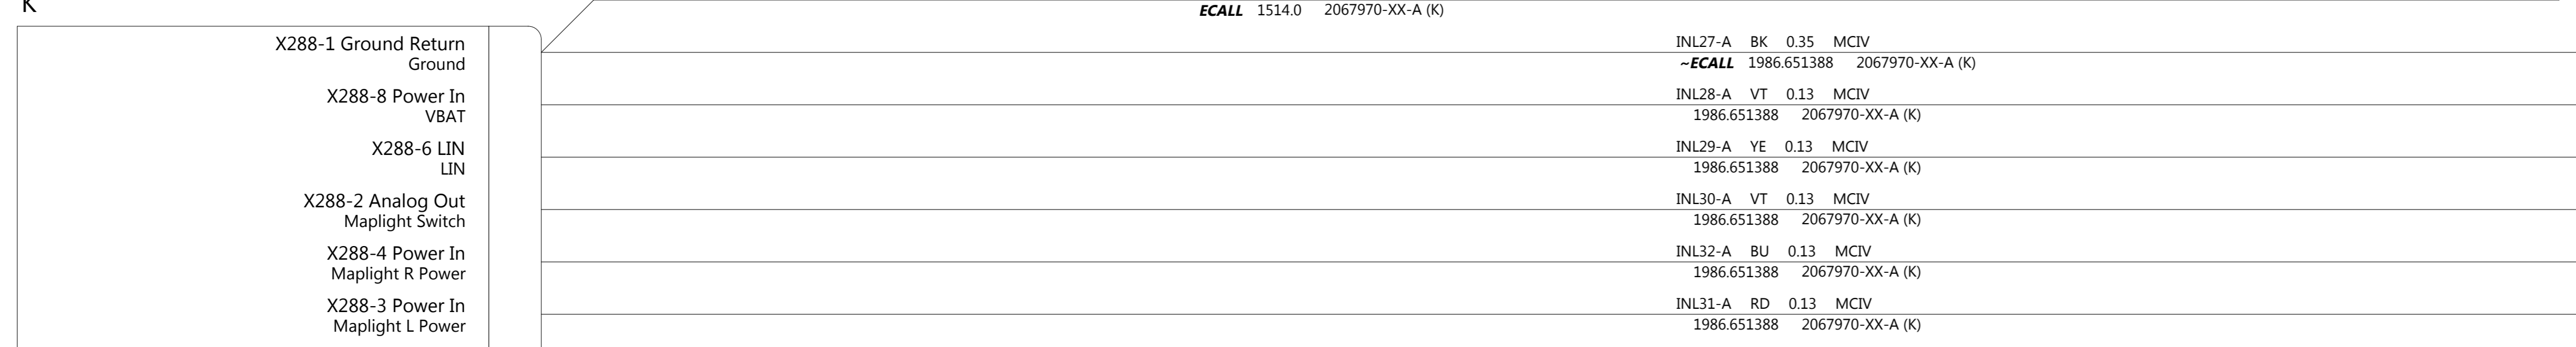 K
ECALL 1514.0 2067970-XX-A (K)
X288-1 Ground Return
Ground
INL27-A BK 0.35 MCIV
~ECALL 1986.651388 2067970-XX-A (K)
X288-8 Power In
VBAT
INL28-A VT 0.13 MCIV
1986.651388 2067970-XX-A (K)
X288-6 LIN
LIN
INL29-A YE 0.13 MCIV
1986.651388 2067970-XX-A (K)
X288-2 Analog Out
Maplight Switch
INL30-A VT 0.13 MCIV
1986.651388 2067970-XX-A (K)
X288-4 Power In
Maplight R Power
INL32-A BU 0.13 MCIV
1986.651388 2067970-XX-A (K)
X288-3 Power In
Maplight L Power
INL31-A RD 0.13 MCIV
1986.651388 2067970-XX-A (K)